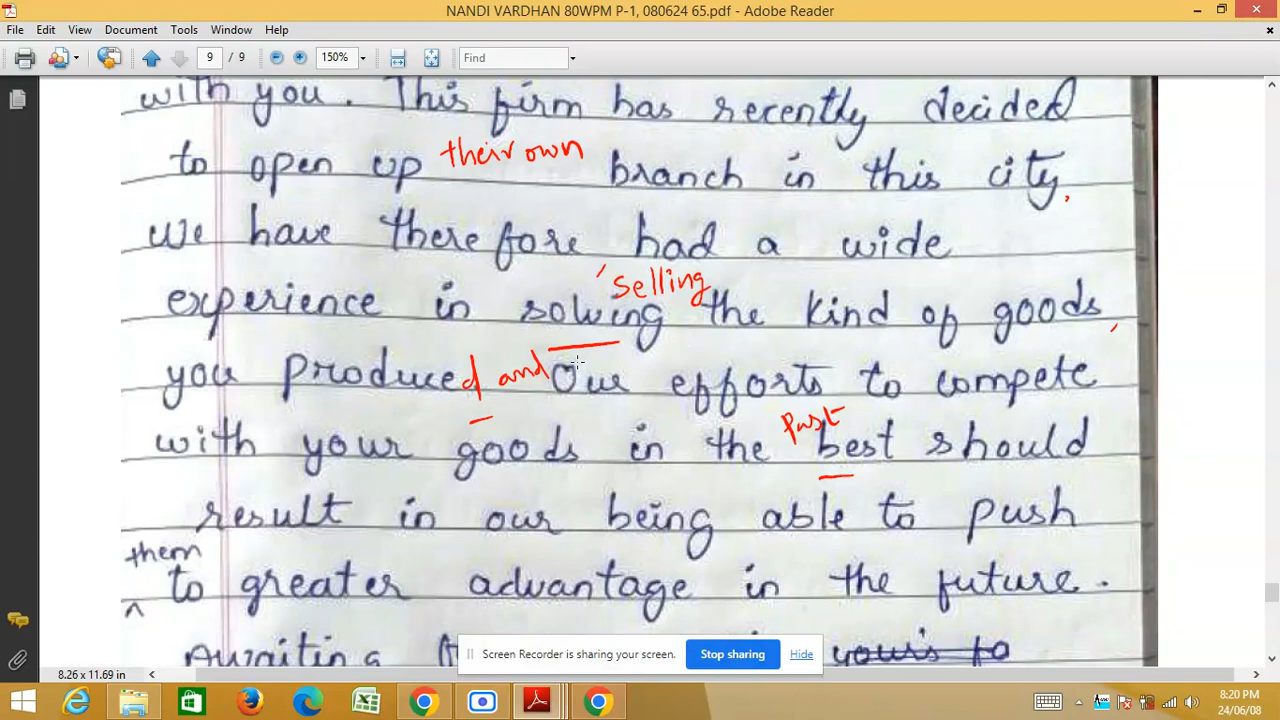 NANDI VARDHAN 80WPM P-1, 080624 65.pdf - Adobe Reader
File Edit View Document Tools Window Help
9 / 9 150% Find
with you. This firm has recently decided
to open up their own branch in this city,
we have therefore had a wide
selling
experience in solving the kind of goods,
you produced and Our efforts to compete
past
with your goods in the best should
result in our being able to push
them
to greater advantage in the future.
Awaiting
yours to
Screen Recorder is sharing your screen. Stop sharing Hide
8.26 x 11.69 in
8:20 PM
24/06/08